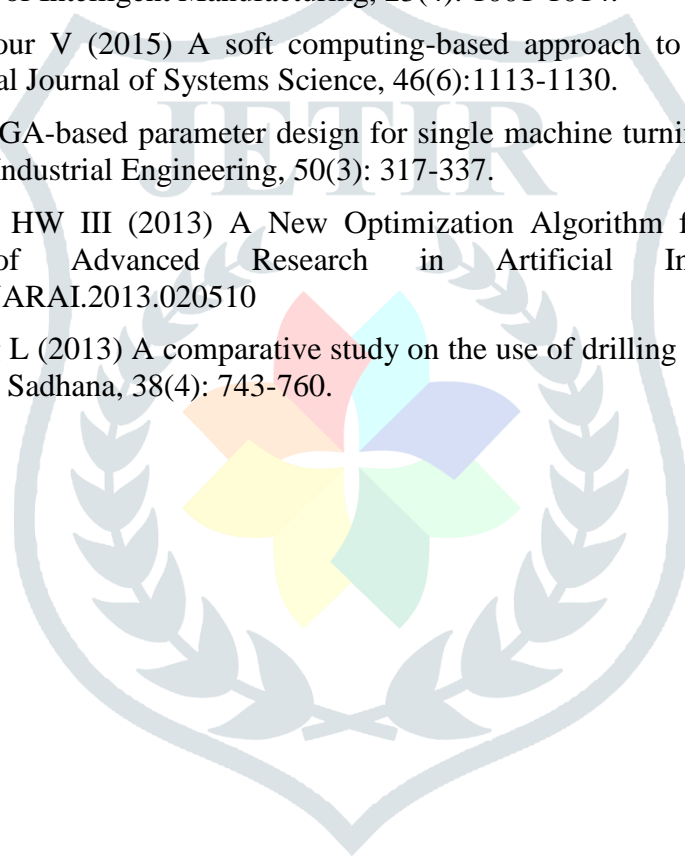 of Intelligent Manufacturing, 23(4): 1001-1014.
our V (2015) A soft computing-based approach to
al Journal of Systems Science, 46(6):1113-1130.
GA-based parameter design for single machine turni
Industrial Engineering, 50(3): 317-337.
HW III (2013) A New Optimization Algorithm f
of Advanced Research in Artificial In
ARAI.2013.020510
L (2013) A comparative study on the use of drilling
Sadhana, 38(4): 743-760.
JETIR